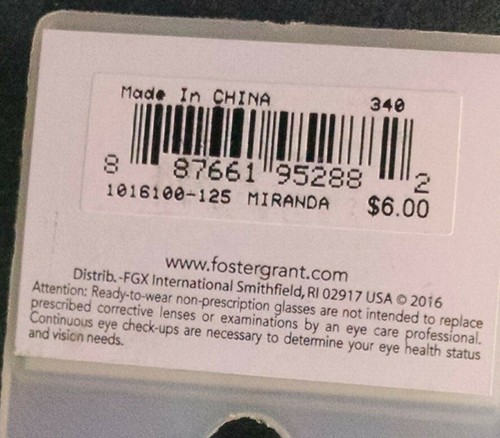 Made In CHINA 340
8 87661 95288 2
1016100-125 MIRANDA $6.00
www.fostergrant.com
Distrib.-FGX International Smithfield, RI 02917 USA © 2016
Attention: Ready-to-wear non-prescription glasses are not intended to replace
prescribed corrective lenses or examinations by an eye care professional.
Continuous eye check-ups are necessary to determine your eye health status
and vision needs.